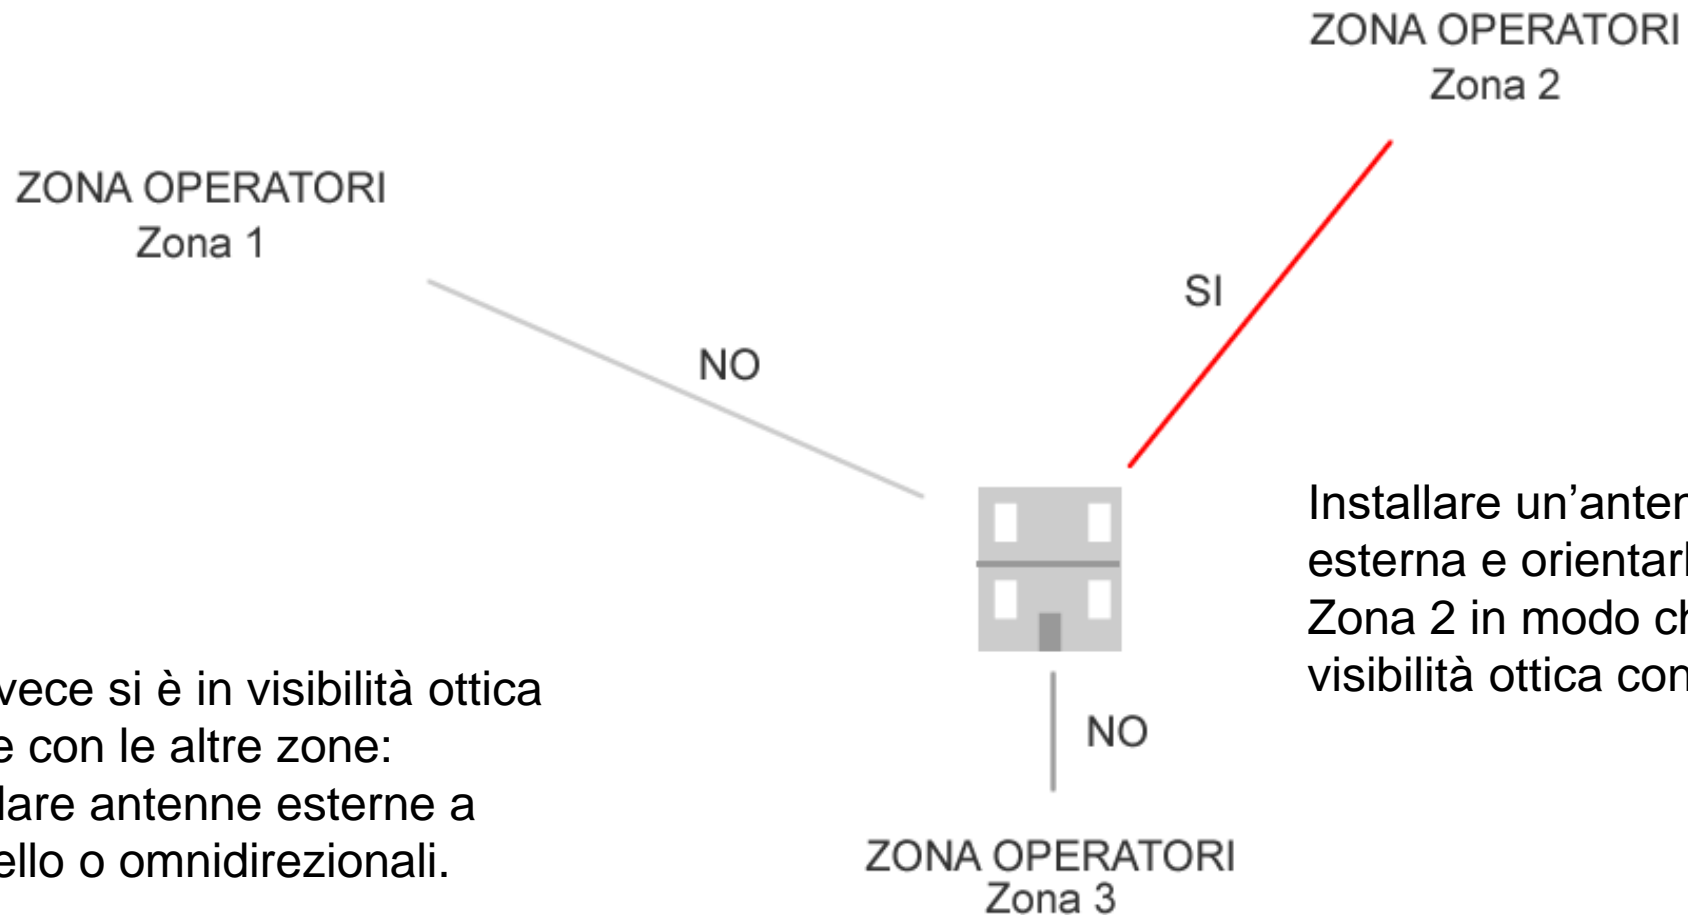 ZONA OPERATORI
Zona 2
ZONA OPERATORI
Zona 1
SI
NO
Installare un’anten
esterna e orientarl
Zona 2 in modo ch
visibilità ottica con
vece si è in visibilità ottica
e con le altre zone:
lare antenne esterne a
ello o omnidirezionali.
NO
ZONA OPERATORI
Zona 3